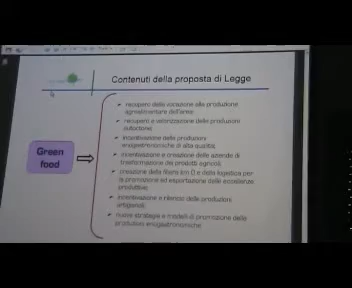 Contenuti della proposta di Legge
Green
food
recupero della vocazione alla produzione
agroalimentare dell'area;
recupero e valorizzazione delle produzioni
autoctone;
incentivazione delle produzioni
enogastronomiche di alta qualità;
incentivazione e creazione delle aziende di
trasformazione dei prodotti agricoli;
creazione della filiera km 0 e della logistica per
la promozione ed esportazione delle eccellenze
produttive;
incentivazione e rilancio delle produzioni
artigianali;
nuove strategie e modelli di promozione delle
produzioni enogastronomiche